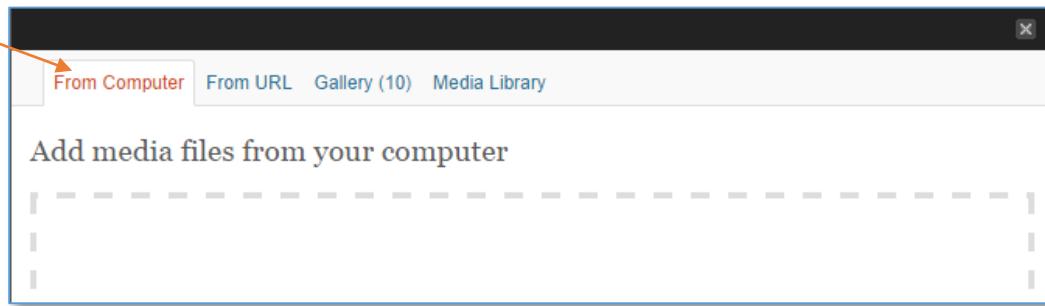 From Computer From URL Gallery (10) Media Library
Add media files from your computer